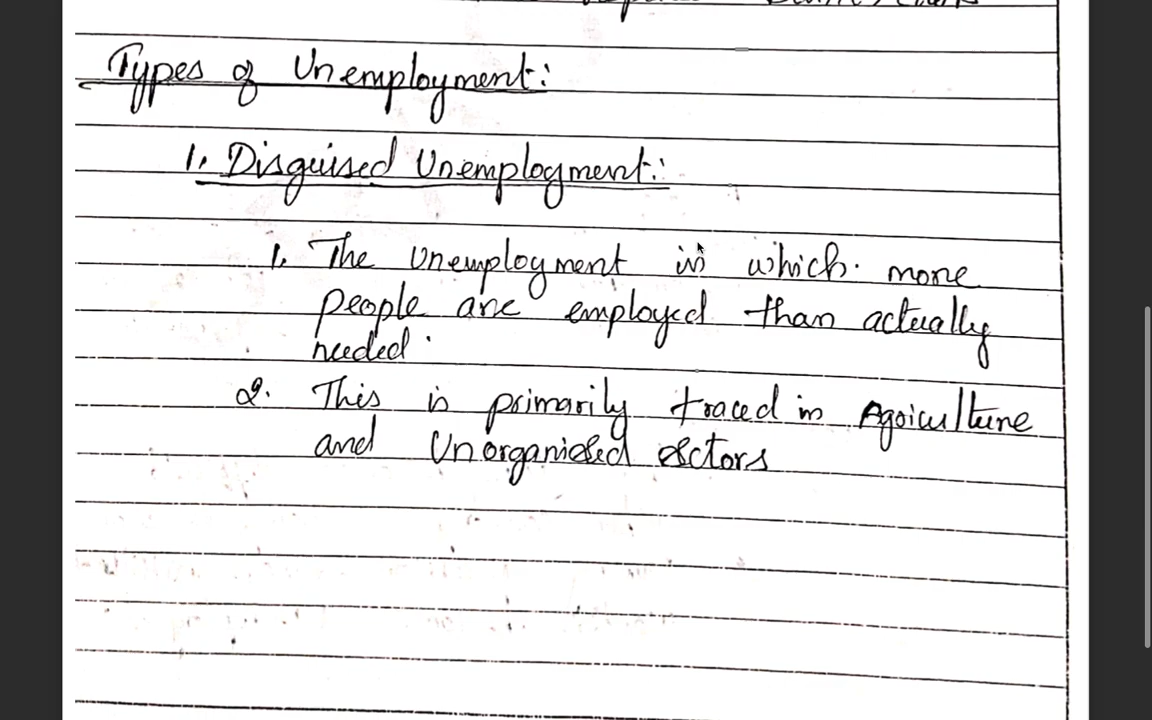 Types of Unemployment:
1. Disguised Unemployment:
1. The Unemployment in which more
people are employed than actually
needed.
2. This is primarily traced in Agriculture
and Unorganised sectors